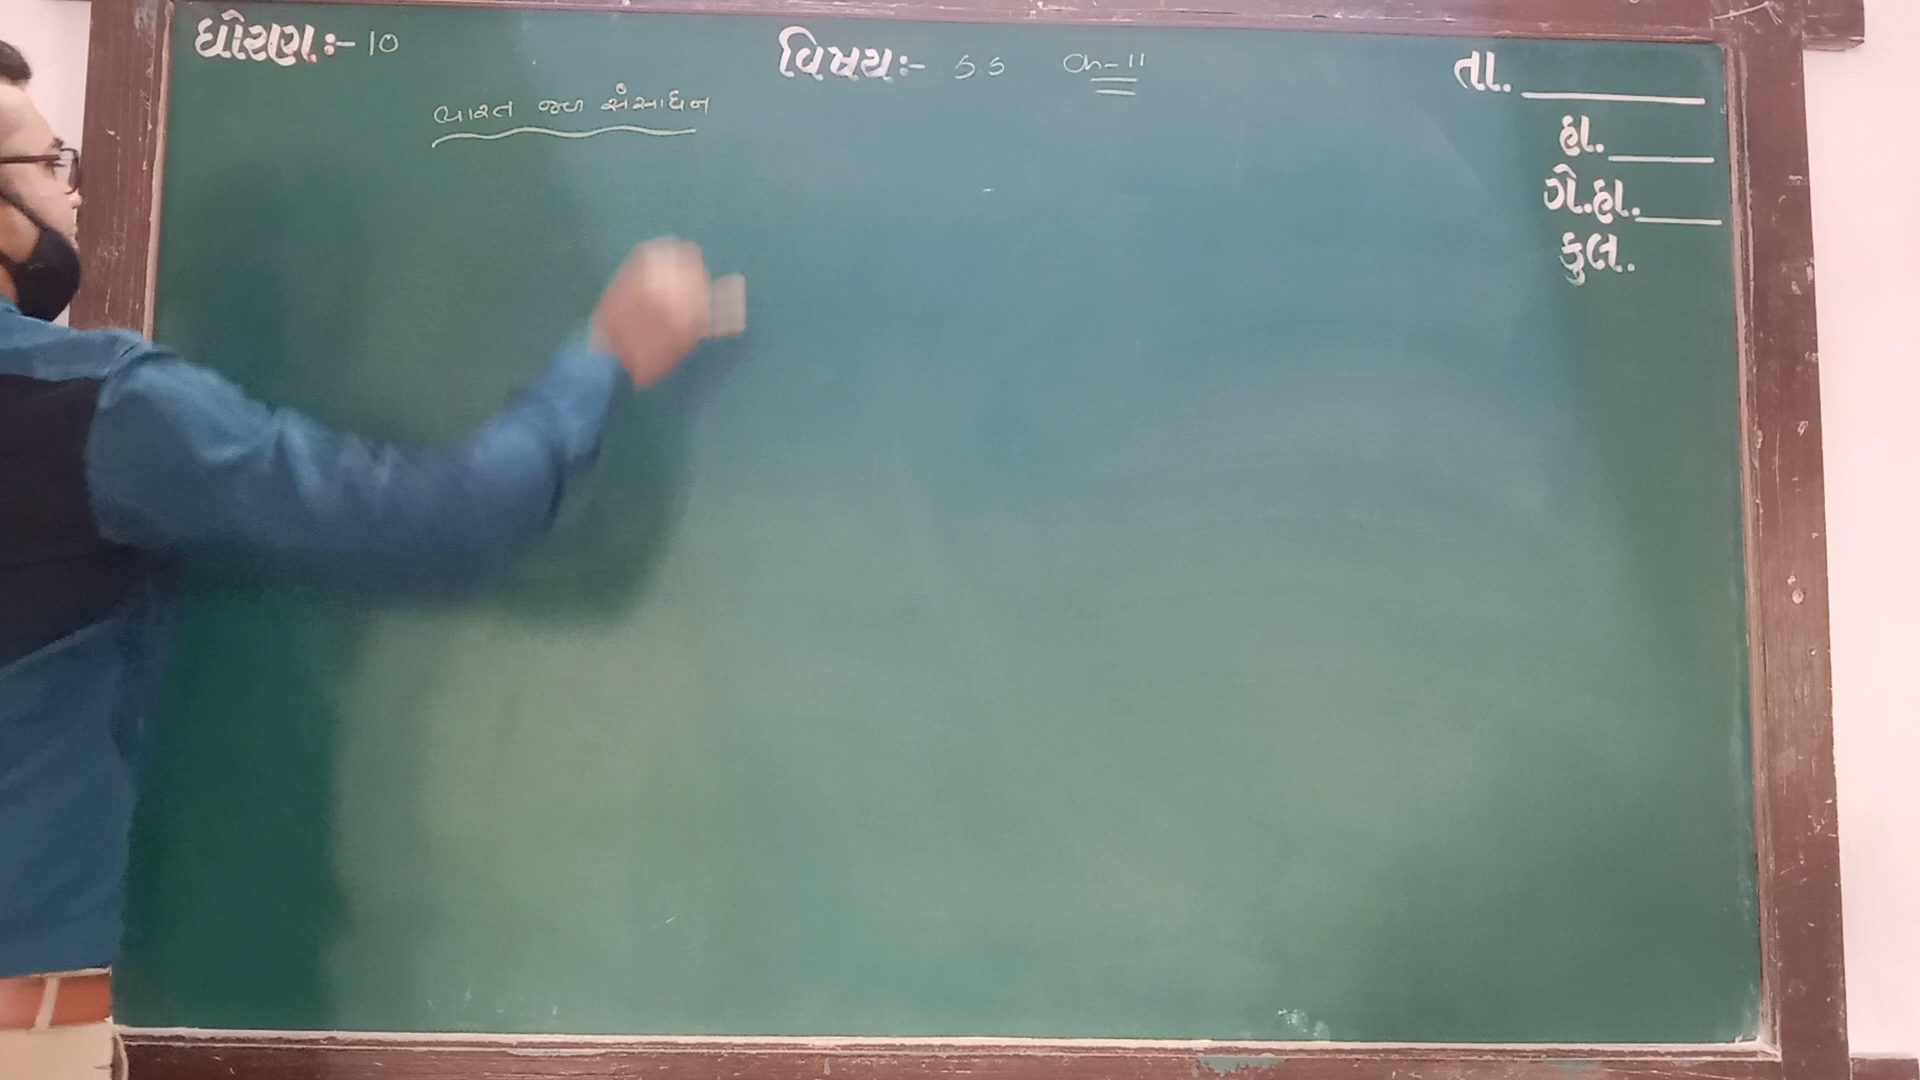 ધોરણ:- 10
વિષય:- SS Ch-11
તા.
ભારત જળ સંસાધન
હા.
ગે.હા.
કુલ.